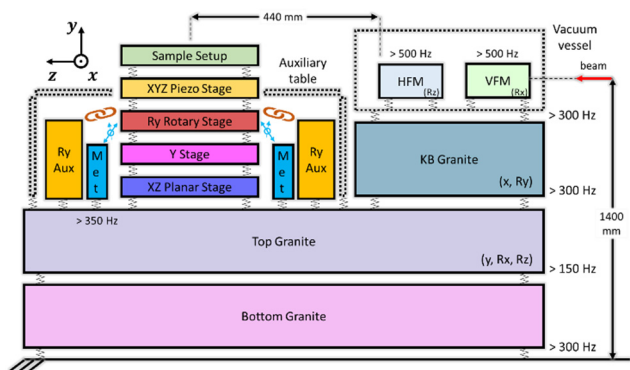 440 mm
Vacuum
vessel
y
z
x
Sample Setup
Auxiliary
table
> 500 Hz
> 500 Hz
HFM
(Rz)
VFM
(Rx)
beam
XYZ Piezo Stage
Ry Rotary Stage
> 300 Hz
Ry
Aux
Met
Y Stage
Met
Ry
Aux
KB Granite
XZ Planar Stage
(x, Ry)
> 300 Hz
> 350 Hz
1400
mm
Top Granite
(y, Rx, Rz)
> 150 Hz
Bottom Granite
> 300 Hz